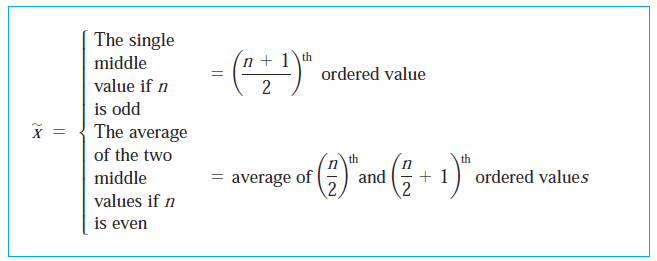 The single
middle
value if n
is odd
= ((n + 1)/2)^th ordered value
x̃ =
The average
of the two
middle
values if n
is even
= average of (n/2)^th and (n/2 + 1)^th ordered values